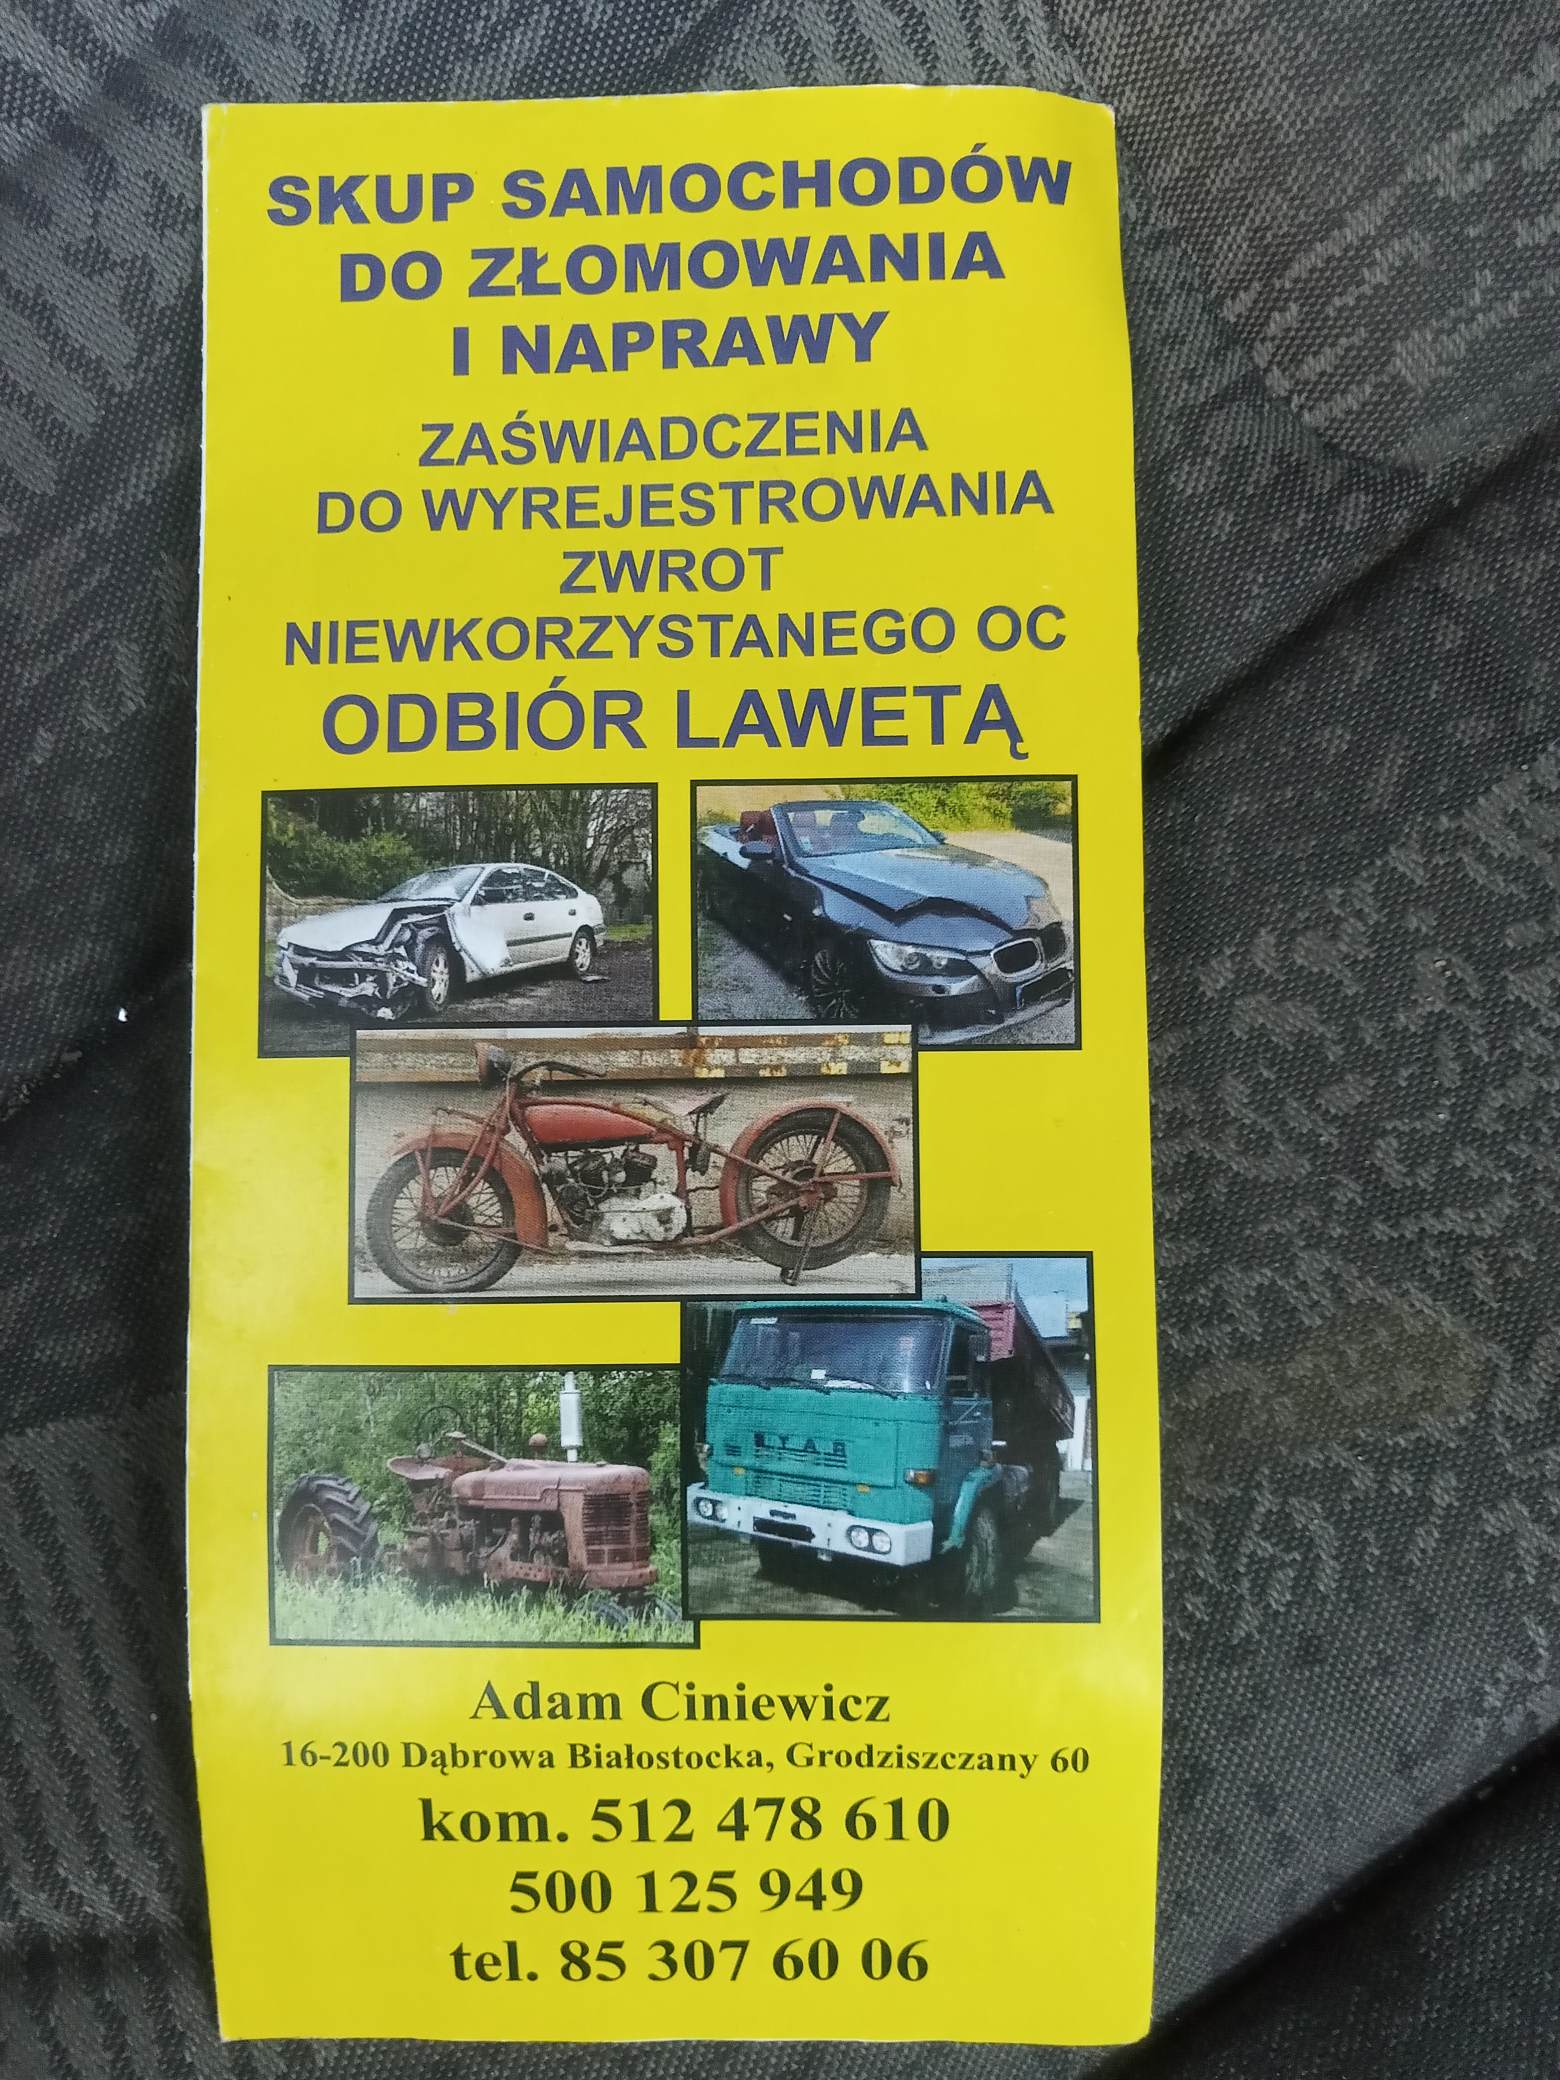 SKUP SAMOCHODÓW
DO ZŁOMOWANIA
I NAPRAWY
ZAŚWIADCZENIA
DO WYREJESTROWANIA
ZWROT
NIEWKORZYSTANEGO OC
ODBIÓR LAWETĄ
Adam Ciniewicz
16-200 Dąbrowa Białostocka, Grodziszczany 60
kom. 512 478 610
500 125 949
tel. 85 307 60 06